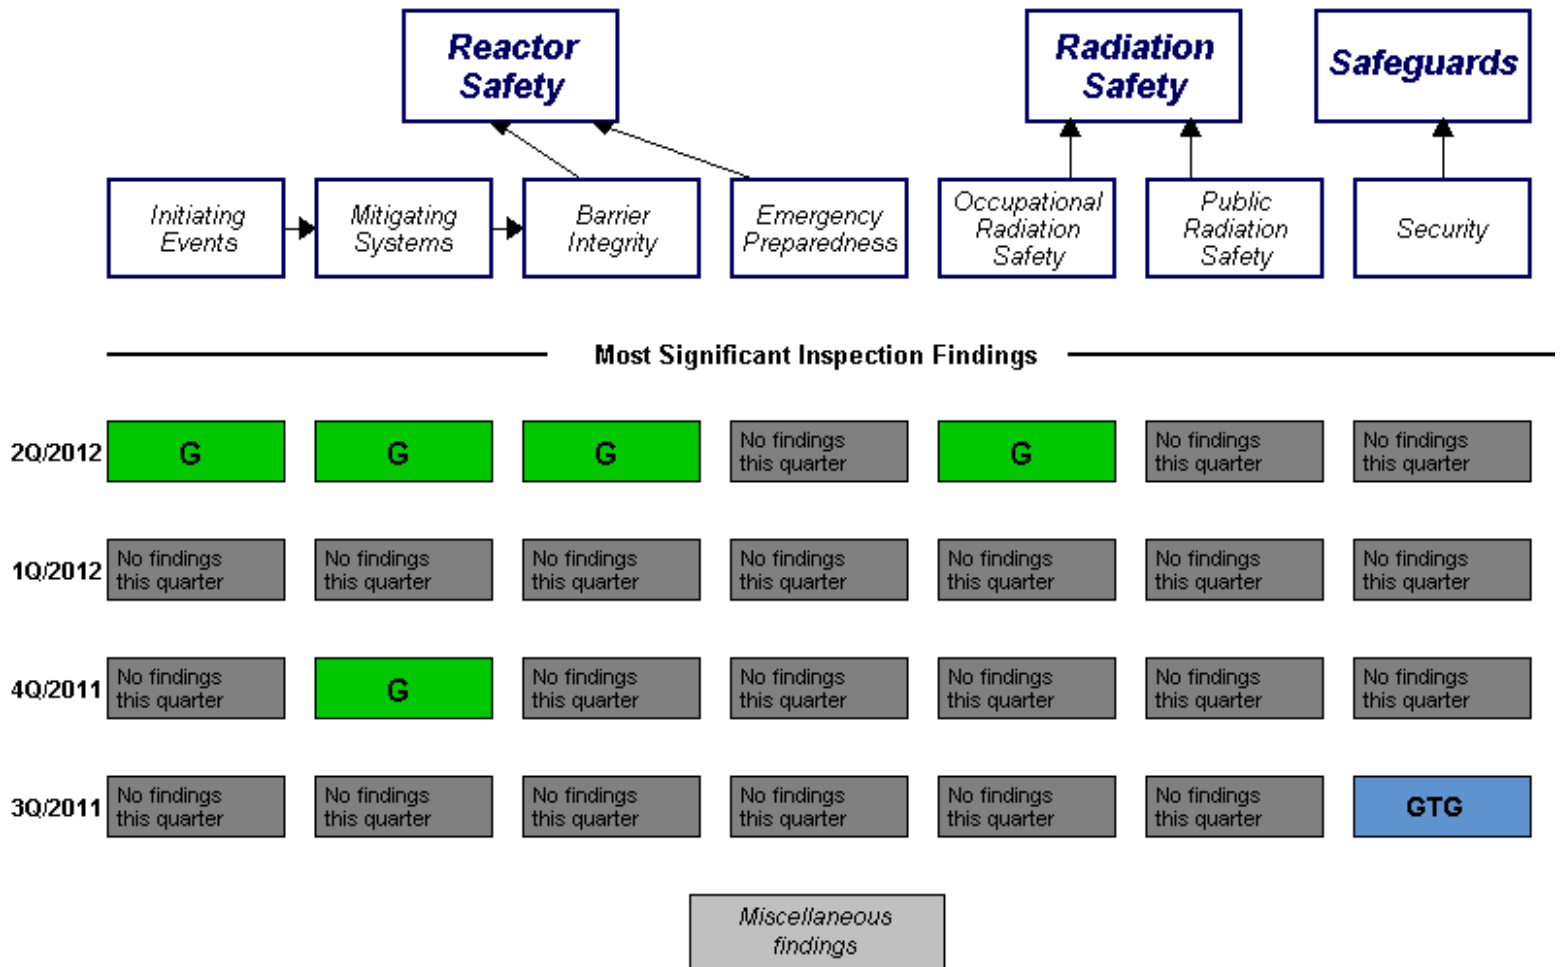 Reactor
Safety
Radiation
Safety
Safeguards
Initiating
Events
Mitigating
Systems
Barrier
Integrity
Emergency
Preparedness
Occupational
Radiation
Safety
Public
Radiation
Safety
Security
Most Significant Inspection Findings
2Q/2012
G
G
G
No findings
this quarter
G
No findings
this quarter
No findings
this quarter
1Q/2012
No findings
this quarter
No findings
this quarter
No findings
this quarter
No findings
this quarter
No findings
this quarter
No findings
this quarter
No findings
this quarter
4Q/2011
No findings
this quarter
G
No findings
this quarter
No findings
this quarter
No findings
this quarter
No findings
this quarter
No findings
this quarter
3Q/2011
No findings
this quarter
No findings
this quarter
No findings
this quarter
No findings
this quarter
No findings
this quarter
No findings
this quarter
GTG
Miscellaneous
findings